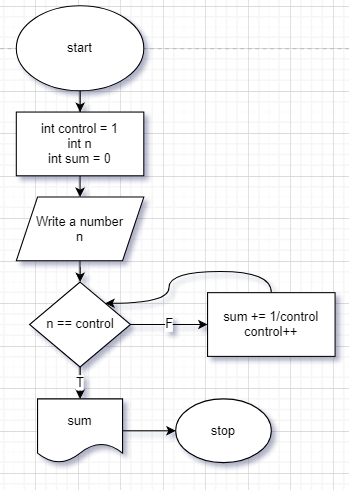 start
int control = 1
int n
int sum = 0
Write a number
n
n == control
F
sum += 1/control
control++
T
sum
stop